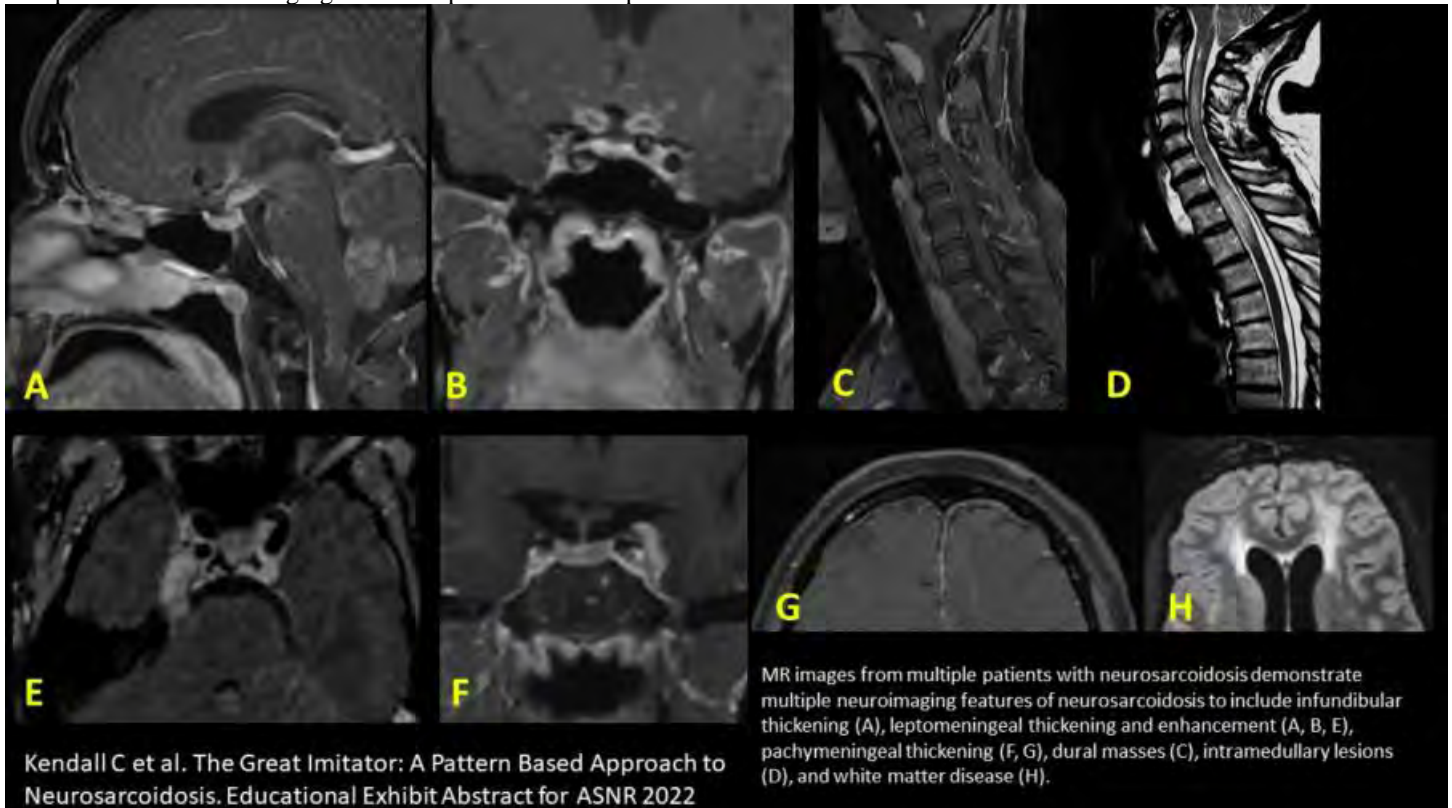 A
B
C
D
E
F
G
H
MR images from multiple patients with neurosarcoidosis demonstrate
multiple neuroimaging features of neurosarcoidosis to include infundibular
thickening (A), leptomeningeal thickening and enhancement (A, B, E),
pachymeningeal thickening (F, G), dural masses (C), intramedullary lesions
(D), and white matter disease (H).
Kendall C et al. The Great Imitator: A Pattern Based Approach to
Neurosarcoidosis. Educational Exhibit Abstract for ASNR 2022